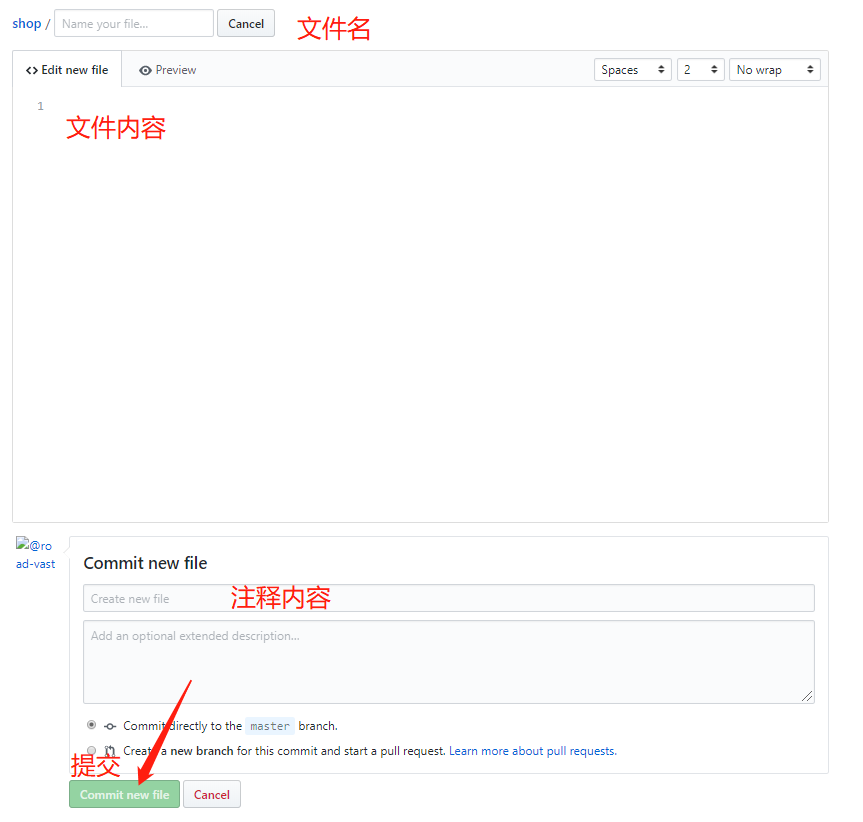 shop / Name your file... Cancel 文件名
Edit new file Preview Spaces 2 No wrap
1
文件内容
@ro
ad-vast
Commit new file
Create new file 注释内容
Add an optional extended description...
Commit directly to the master branch.
Create a new branch for this commit and start a pull request. Learn more about pull requests.
提交
Commit new file Cancel